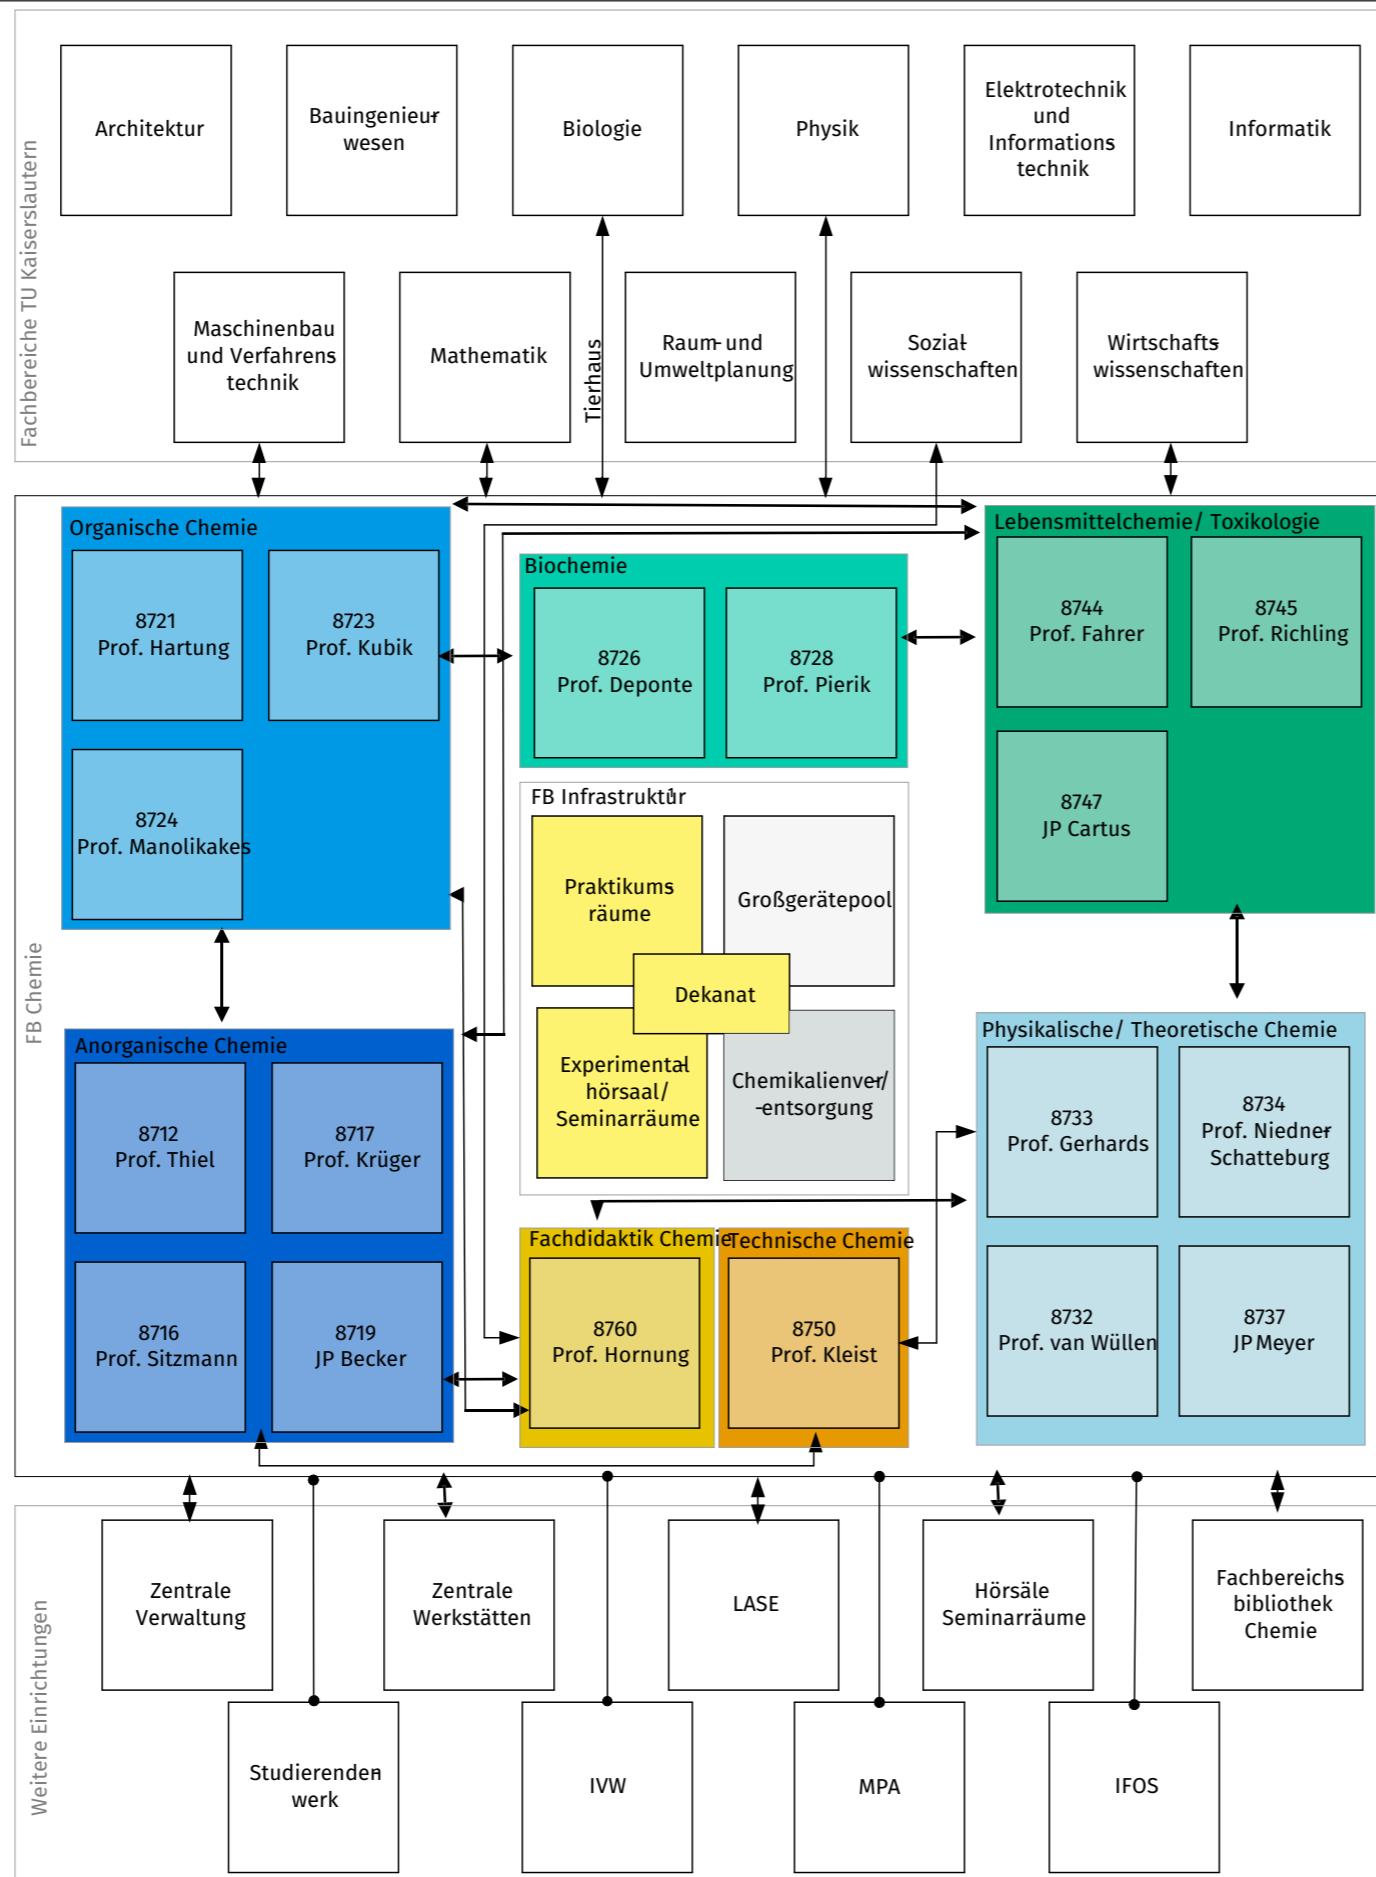 Fachbereiche TU Kaiserslautern
Architektur
Bauingenieur-
wesen
Biologie
Physik
Elektrotechnik
und
Informations-
technik
Informatik
Maschinenbau
und Verfahrens-
technik
Mathematik
Tierhaus
Raum- und
Umweltplanung
Sozial-
wissenschaften
Wirtschafts-
wissenschaften
FB Chemie
Organische Chemie
8721
Prof. Hartung
8723
Prof. Kubik
8724
Prof. Manolikakes
Biochemie
8726
Prof. Deponte
8728
Prof. Pierik
Lebensmittelchemie/ Toxikologie
8744
Prof. Fahrer
8745
Prof. Richling
8747
JP Cartus
FB Infrastruktur
Praktikums-
räume
Großgerätepool
Dekanat
Experimental-
hörsaal/
Seminarräume
Chemikalienver-/
-entsorgung
Anorganische Chemie
8712
Prof. Thiel
8717
Prof. Krüger
8716
Prof. Sitzmann
8719
JP Becker
Fachdidaktik Chemie
8760
Prof. Hornung
Technische Chemie
8750
Prof. Kleist
Physikalische/ Theoretische Chemie
8733
Prof. Gerhards
8734
Prof. Niedner-
Schatteburg
8732
Prof. van Wüllen
8737
JP Meyer
Weitere Einrichtungen
Zentrale
Verwaltung
Zentrale
Werkstätten
LASE
Hörsäle
Seminarräume
Fachbereichs
bibliothek
Chemie
Studierenden-
werk
IVW
MPA
IFOS